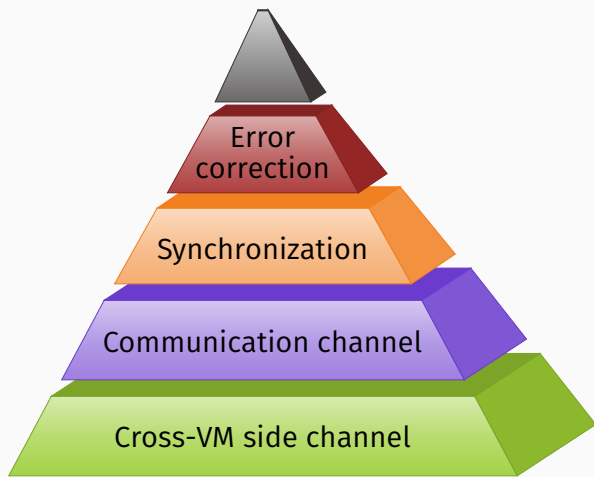 Error
correction
Synchronization
Communication channel
Cross-VM side channel